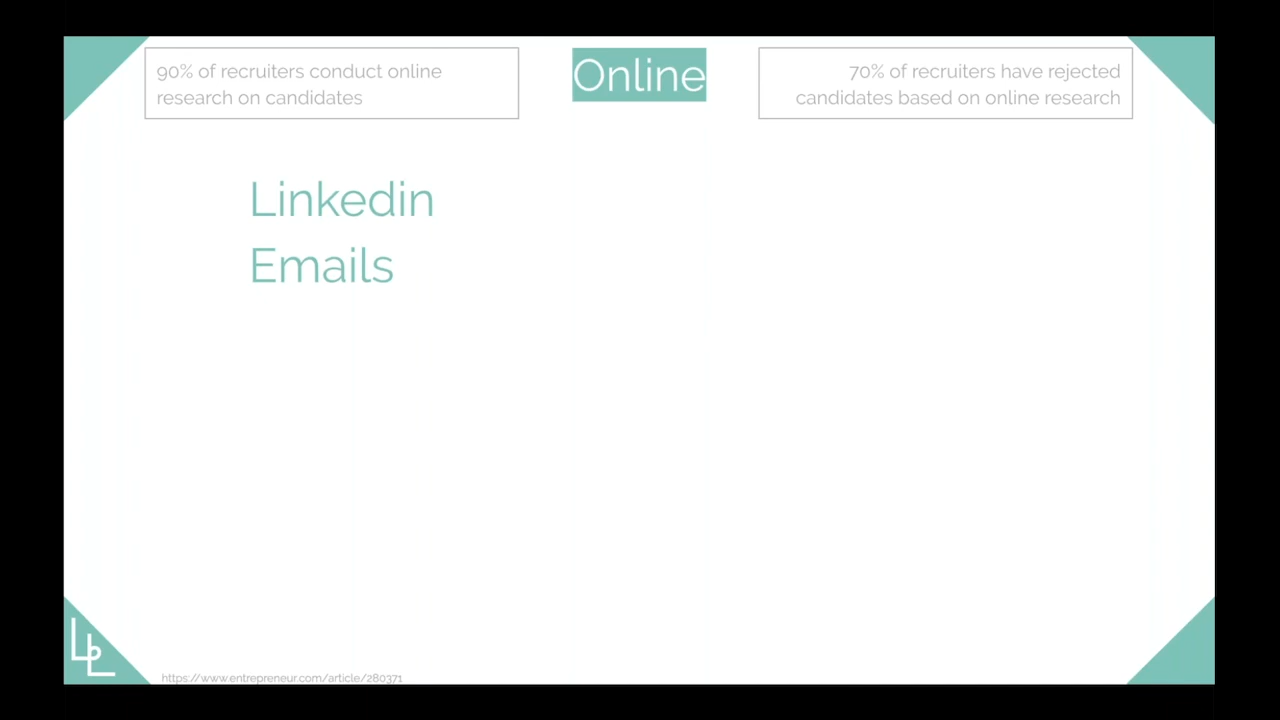 90% of recruiters conduct online
research on candidates
Online
70% of recruiters have rejected
candidates based on online research
Linkedin
Emails
https://www.entrepreneur.com/article/280371